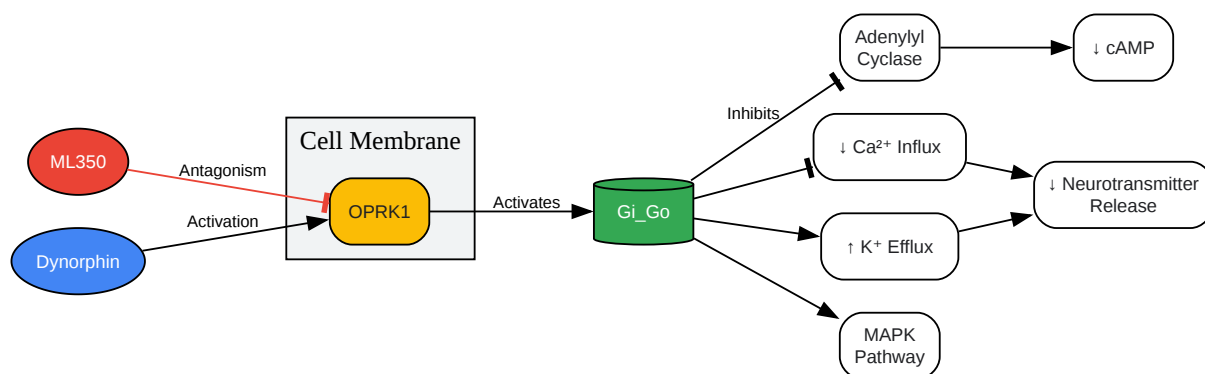 Adenylyl
Cyclase
↓ cAMP
Inhibits
Cell Membrane
ML350
Antagonism
↓ Ca²⁺ Influx
↓ Neurotransmitter
Release
OPRK1
Activates
Gi_Go
Activation
Dynorphin
↑ K⁺ Efflux
MAPK
Pathway